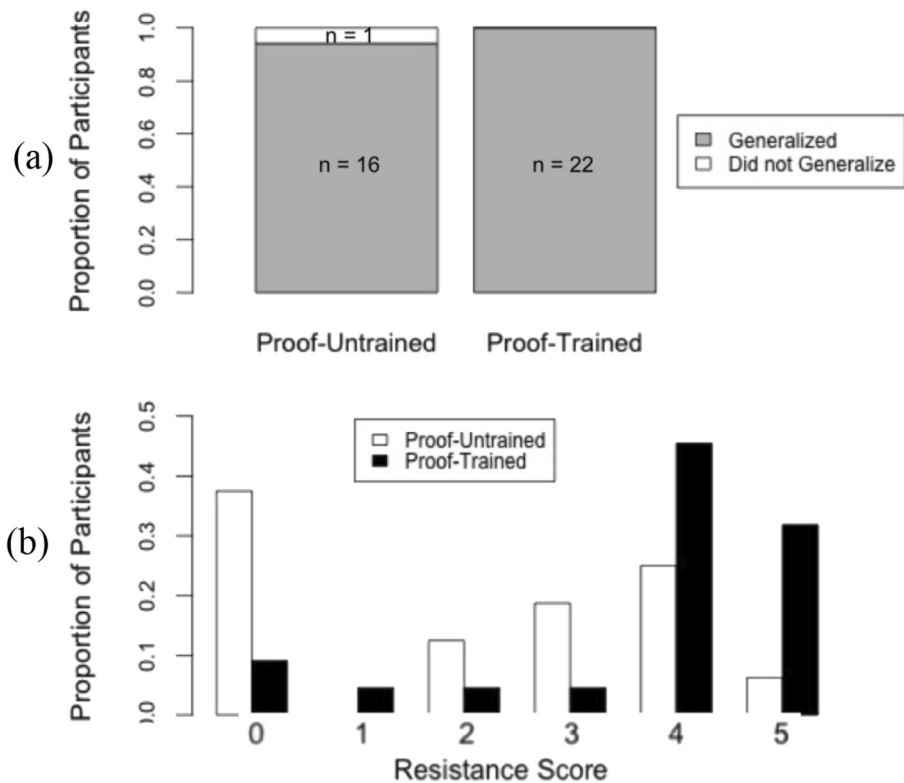 (a)
Proportion of Participants
1.0
0.8
0.6
0.4
0.2
0.0
n = 1
n = 16
n = 22
Generalized
Did not Generalize
Proof-Untrained
Proof-Trained
(b)
Proportion of Participants
0.5
0.4
0.3
0.2
0.1
0.0
Proof-Untrained
Proof-Trained
0 1 2 3 4 5
Resistance Score